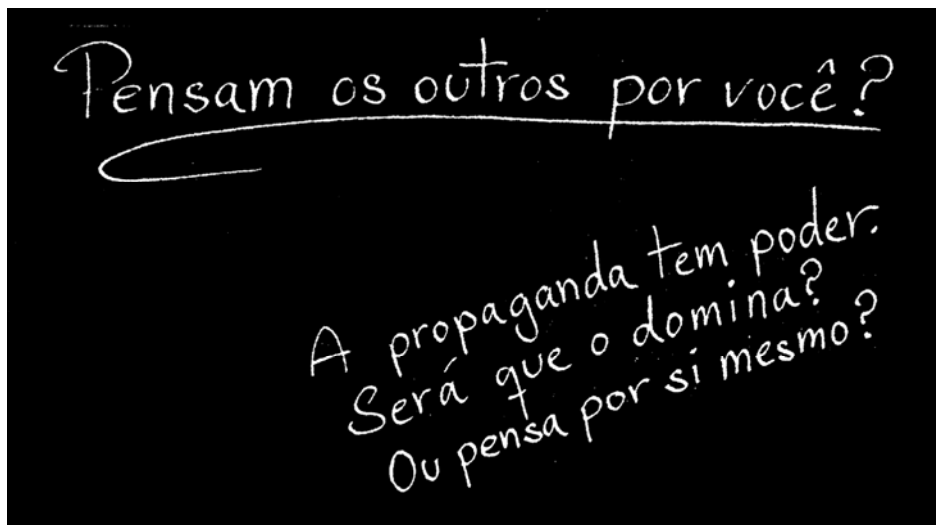 Pensam os outros por você?
A propaganda tem poder.
Será que o domina?
Ou pensa por si mesmo?